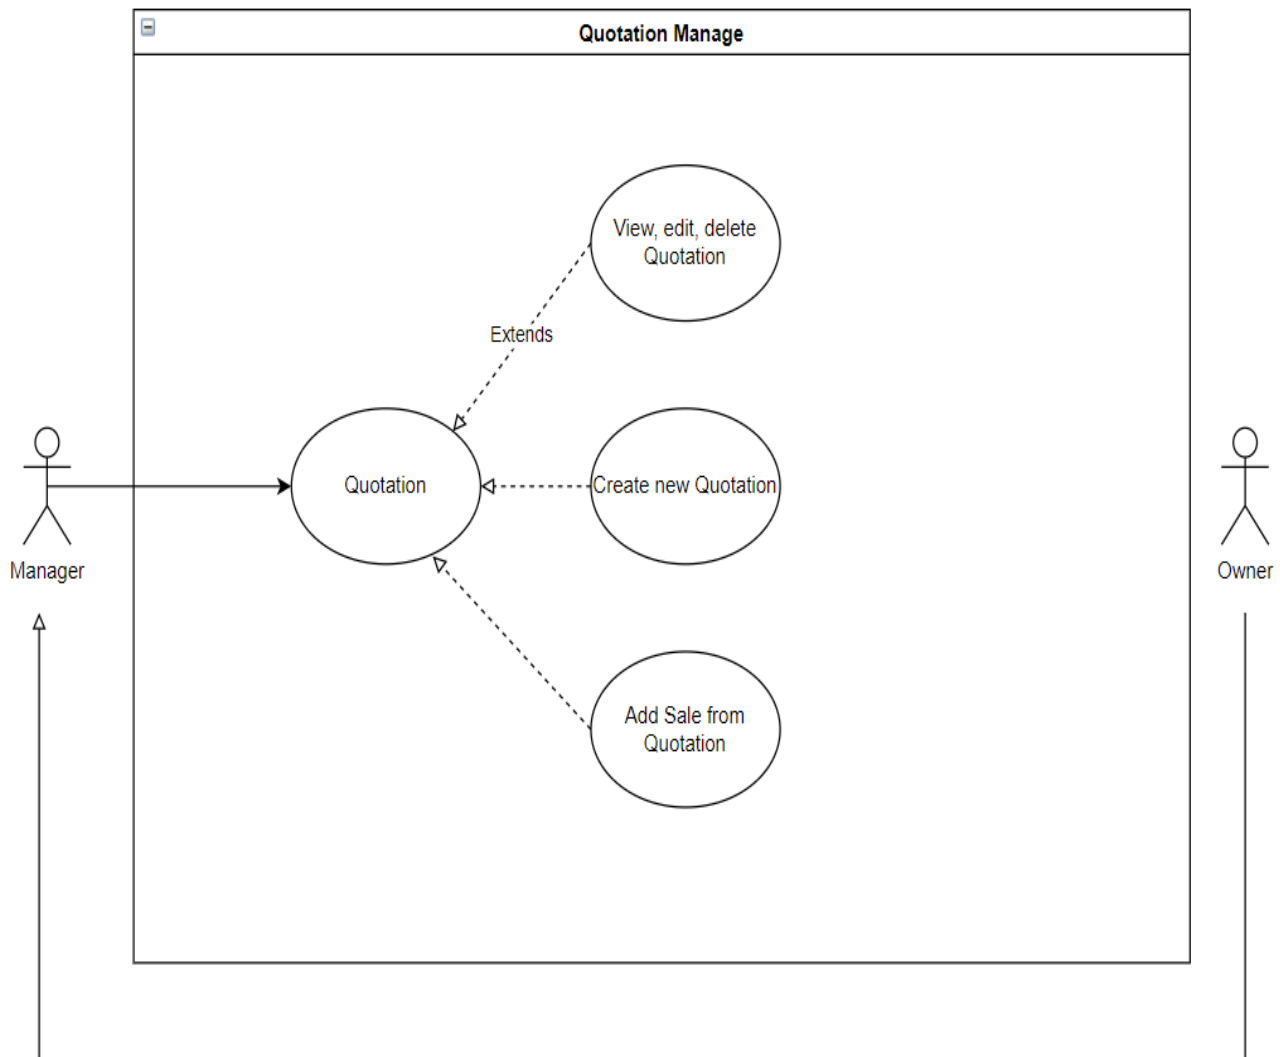 Quotation Manage
View, edit, delete
Quotation
Extends
Quotation
Create new Quotation
Manager
Owner
Add Sale from
Quotation